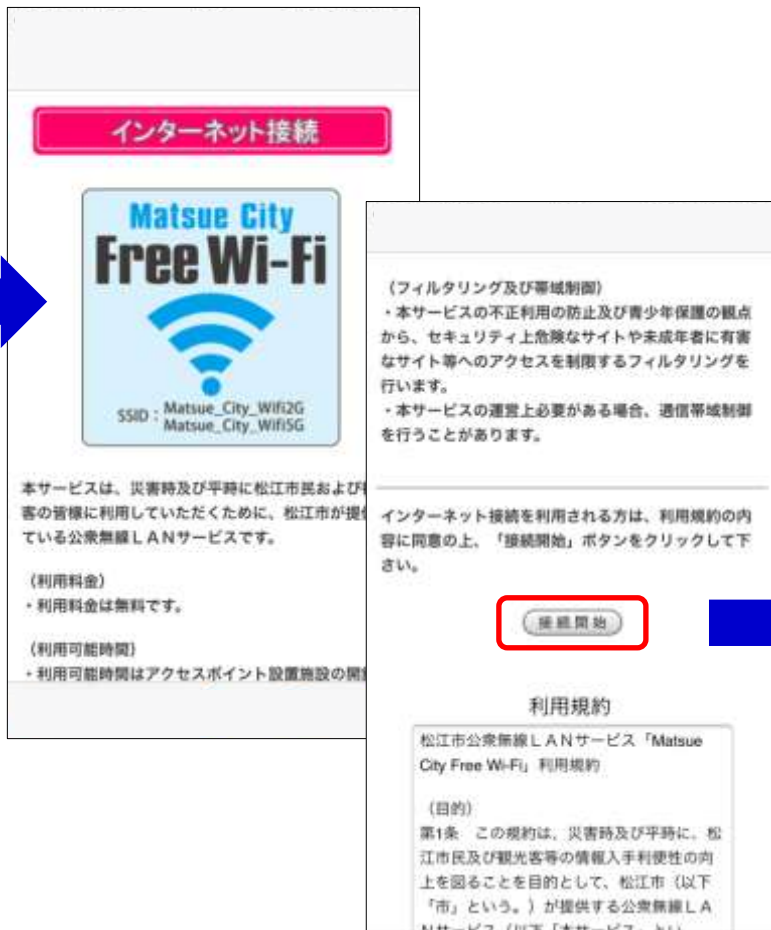 インターネット接続
Matsue City
Free Wi-Fi
SSID : Matsue_City_Wifi2G
Matsue_City_Wifi5G
本サービスは、災害時及び平時に松江市民および
客の皆様に利用していただくために、松江市が提
ている公衆無線ＬＡＮサービスです。
（利用料金）
・利用料金は無料です。
（利用可能時間）
・利用可能時間はアクセスポイント設置施設の開
（フィルタリング及び帯域制御）
・本サービスの不正利用の防止及び青少年保護の観点
から、セキュリティ上危険なサイトや未成年者に有害
なサイト等へのアクセスを制限するフィルタリングを
行います。
・本サービスの運営上必要がある場合、通信帯域制御
を行うことがあります。
インターネット接続を利用される方は、利用規約の内
容に同意の上、「接続開始」ボタンをクリックして下
さい。
接続開始
利用規約
松江市公衆無線ＬＡＮサービス「Matsue
City Free Wi-Fi」利用規約
（目的）
第1条　この規約は、災害時及び平時に、松
江市民及び観光客等の情報入手利便性の向
上を図ることを目的として、松江市（以下
「市」という。）が提供する公衆無線ＬＡ
Ｎサービス（以下「本サービス」とい